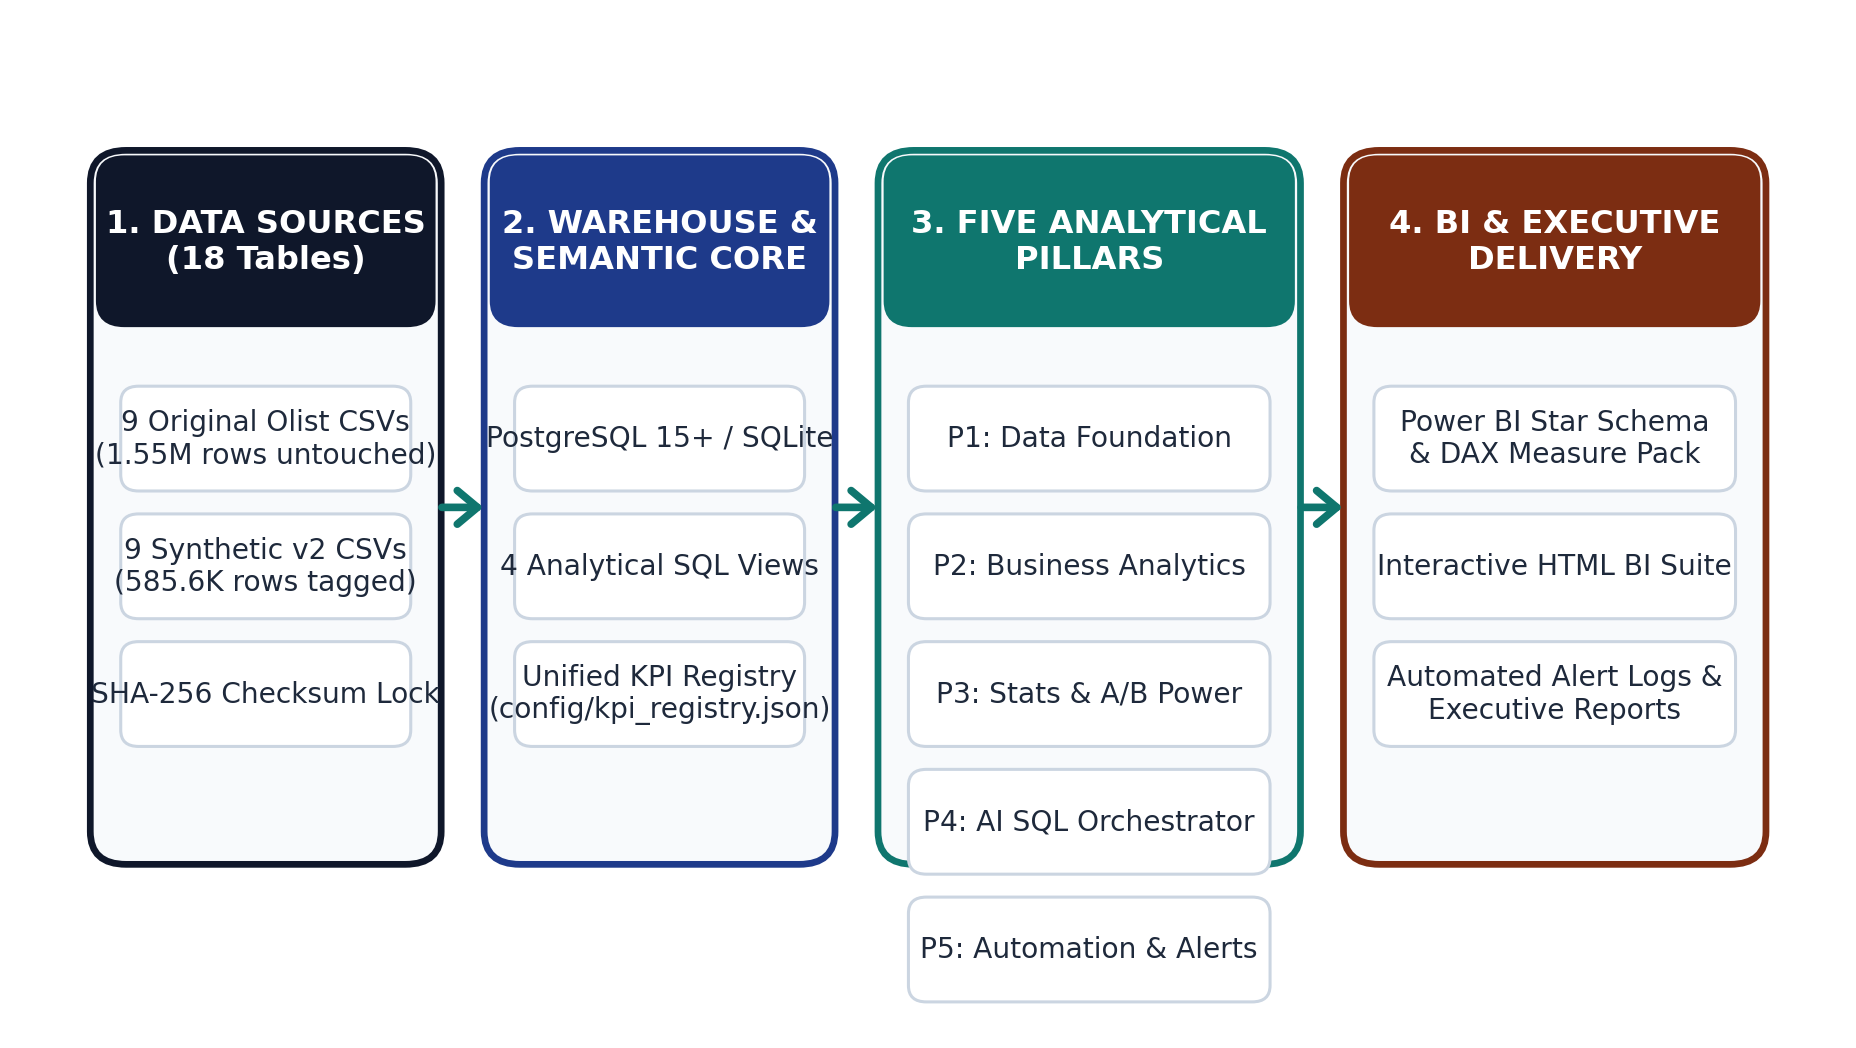 1. DATA SOURCES
(18 Tables)
9 Original Olist CSVs
(1.55M rows untouched)
9 Synthetic v2 CSVs
(585.6K rows tagged)
SHA-256 Checksum Lock
2. WAREHOUSE &
SEMANTIC CORE
PostgreSQL 15+ / SQLite
4 Analytical SQL Views
Unified KPI Registry
(config/kpi_registry.json)
3. FIVE ANALYTICAL
PILLARS
P1: Data Foundation
P2: Business Analytics
P3: Stats & A/B Power
P4: AI SQL Orchestrator
P5: Automation & Alerts
4. BI & EXECUTIVE
DELIVERY
Power BI Star Schema
& DAX Measure Pack
Interactive HTML BI Suite
Automated Alert Logs &
Executive Reports